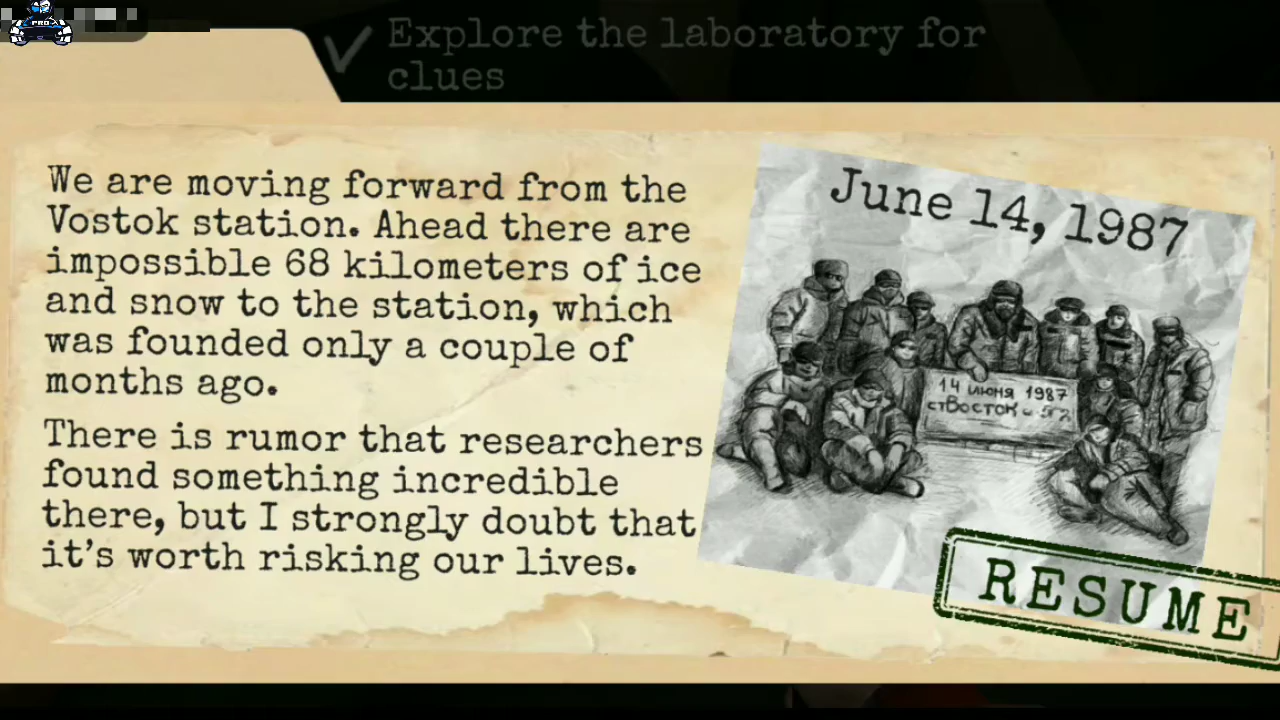 PRO
Explore the laboratory for
clues
We are moving forward from the
Vostok station. Ahead there are
impossible 68 kilometers of ice
and snow to the station, which
was founded only a couple of
months ago.
There is rumor that researchers
found something incredible
there, but I strongly doubt that
it's worth risking our lives.
June 14, 1987
14 июня 1987
стВосток
RESUME